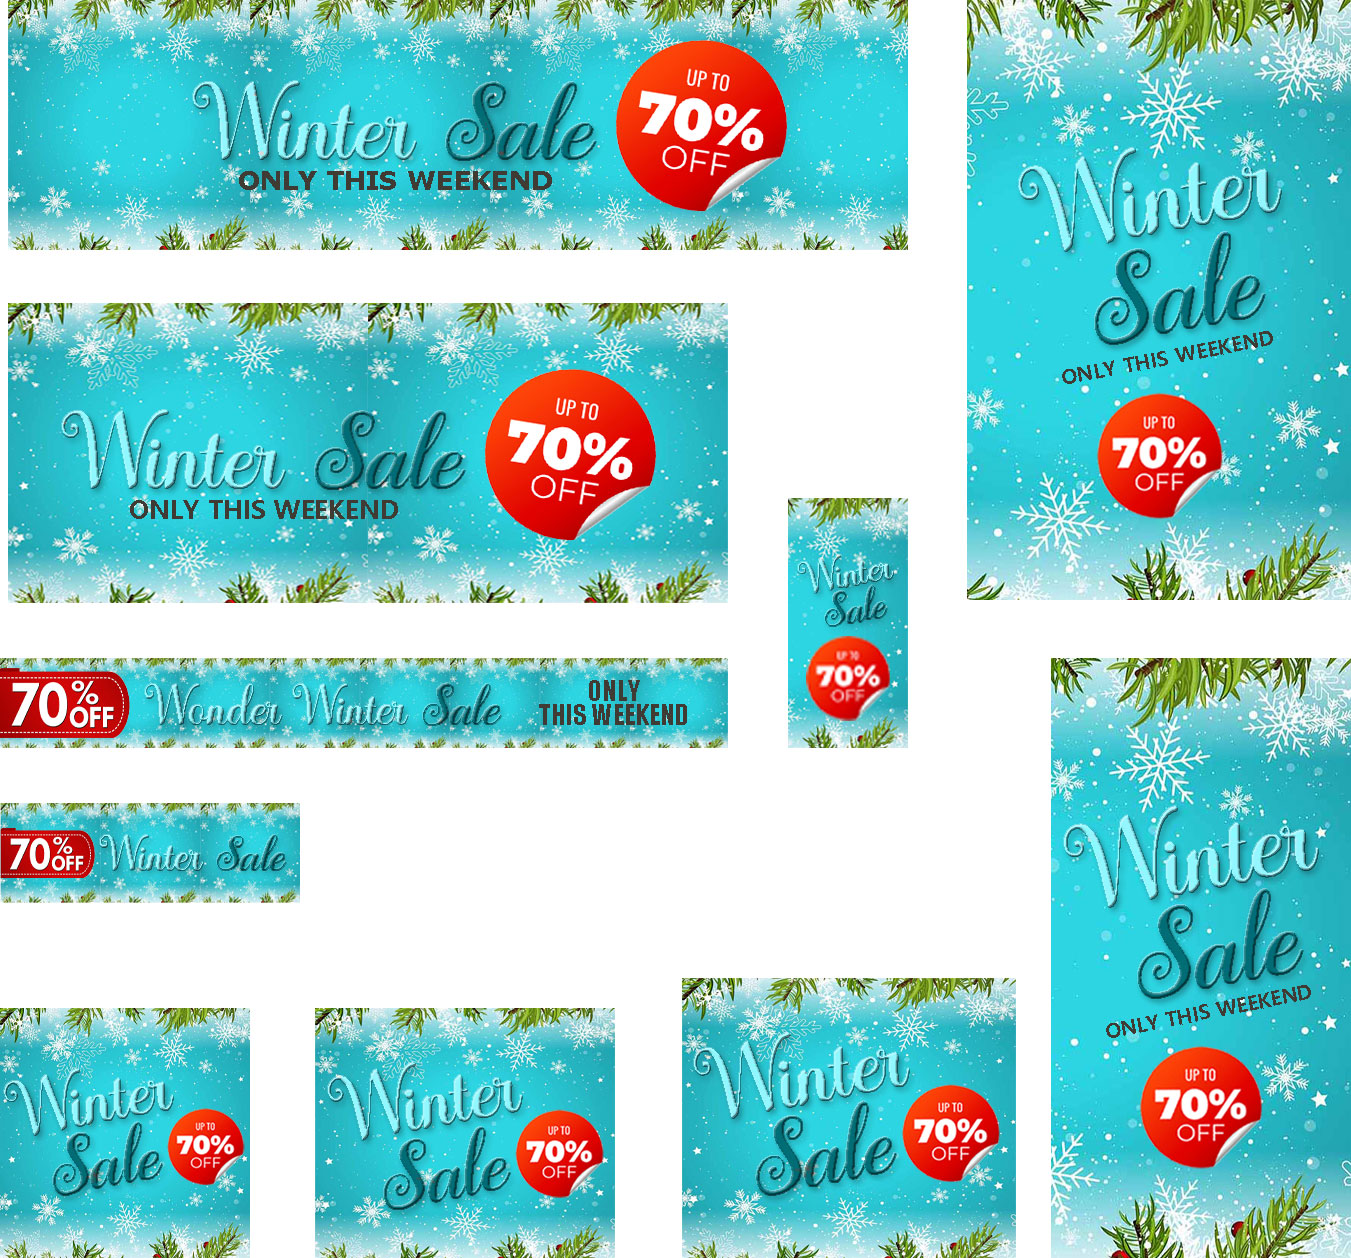 Winter Sale
ONLY THIS WEEKEND
UP TO
70%
OFF
Winter
Sale
ONLY THIS WEEKEND
UP TO
70%
OFF
Winter Sale
ONLY THIS WEEKEND
UP TO
70%
OFF
Winter
Sale
UP TO
70%
OFF
70% OFF
Wonder Winter Sale
ONLY
THIS WEEKEND
70% OFF
Winter Sale
Winter
Sale
ONLY THIS WEEKEND
UP TO
70%
OFF
Winter
Sale
UP TO
70%
OFF
Winter
Sale
UP TO
70%
OFF
Winter
Sale
UP TO
70%
OFF